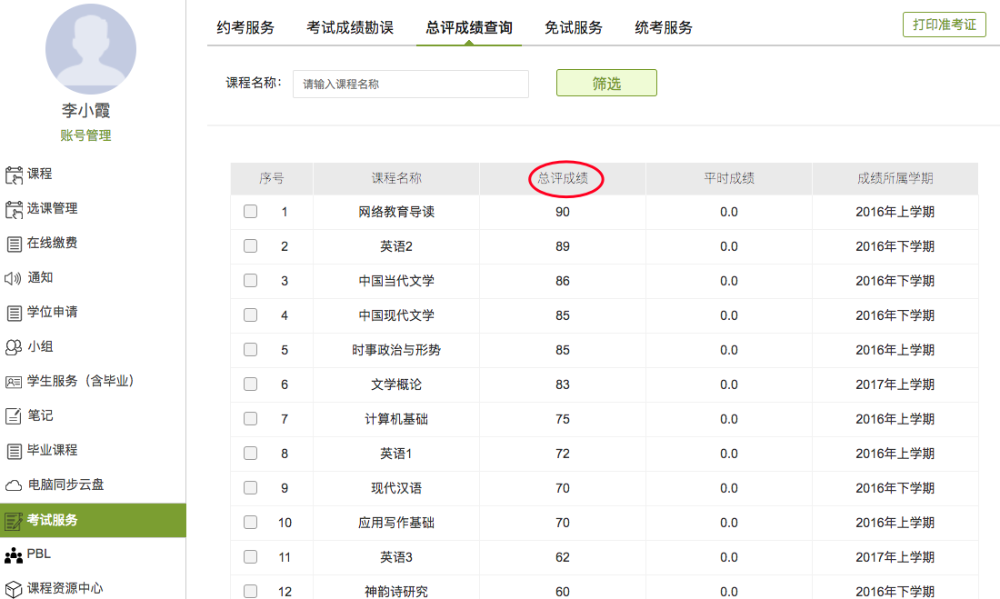 李小霞
账号管理
课程
选课管理
在线缴费
通知
学位申请
小组
学生服务（含毕业）
笔记
毕业课程
电脑同步云盘
考试服务
PBL
课程资源中心
约考服务 考试成绩勘误 总评成绩查询 免试服务 统考服务 打印准考证
课程名称： 请输入课程名称 筛选
序号 课程名称 总评成绩 平时成绩 成绩所属学期
1 网络教育导读 90 0.0 2016年上学期
2 英语2 89 0.0 2016年下学期
3 中国当代文学 86 0.0 2016年下学期
4 中国现代文学 85 0.0 2016年下学期
5 时事政治与形势 85 0.0 2016年上学期
6 文学概论 83 0.0 2017年上学期
7 计算机基础 75 0.0 2016年上学期
8 英语1 72 0.0 2016年上学期
9 现代汉语 70 0.0 2016年下学期
10 应用写作基础 70 0.0 2016年上学期
11 英语3 62 0.0 2017年上学期
12 神韵诗研究 60 0.0 2016年下学期